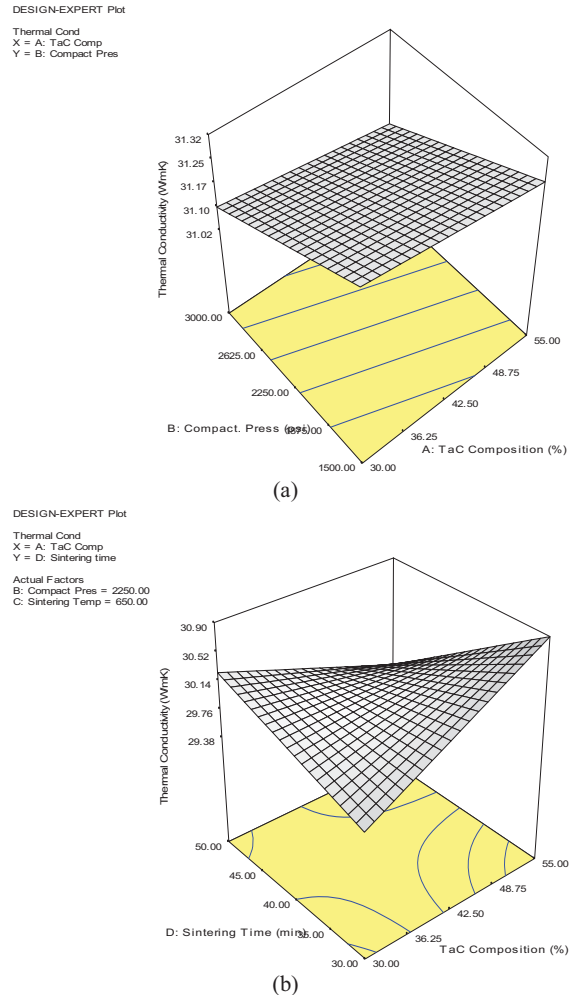 DESIGN-EXPERT Plot
Thermal Cond
X = A: TaC Comp
Y = B: Compact Pres
31.32
31.25
31.17
31.10
31.02
Thermal Conductivity (W/mK)
3000.00
2625.00
2250.00
1875.00
1500.00
B: Compact. Press (psi)
55.00
48.75
42.50
36.25
30.00
A: TaC Composition (%)
(a)
DESIGN-EXPERT Plot
Thermal Cond
X = A: TaC Comp
Y = D: Sintering time
Actual Factors
B: Compact Pres = 2250.00
C: Sintering Temp = 650.00
30.90
30.52
30.14
29.76
29.38
Thermal Conductivity (W/mK)
50.00
45.00
40.00
35.00
30.00
D: Sintering Time (min)
55.00
48.75
42.50
36.25
30.00
TaC Composition (%)
(b)